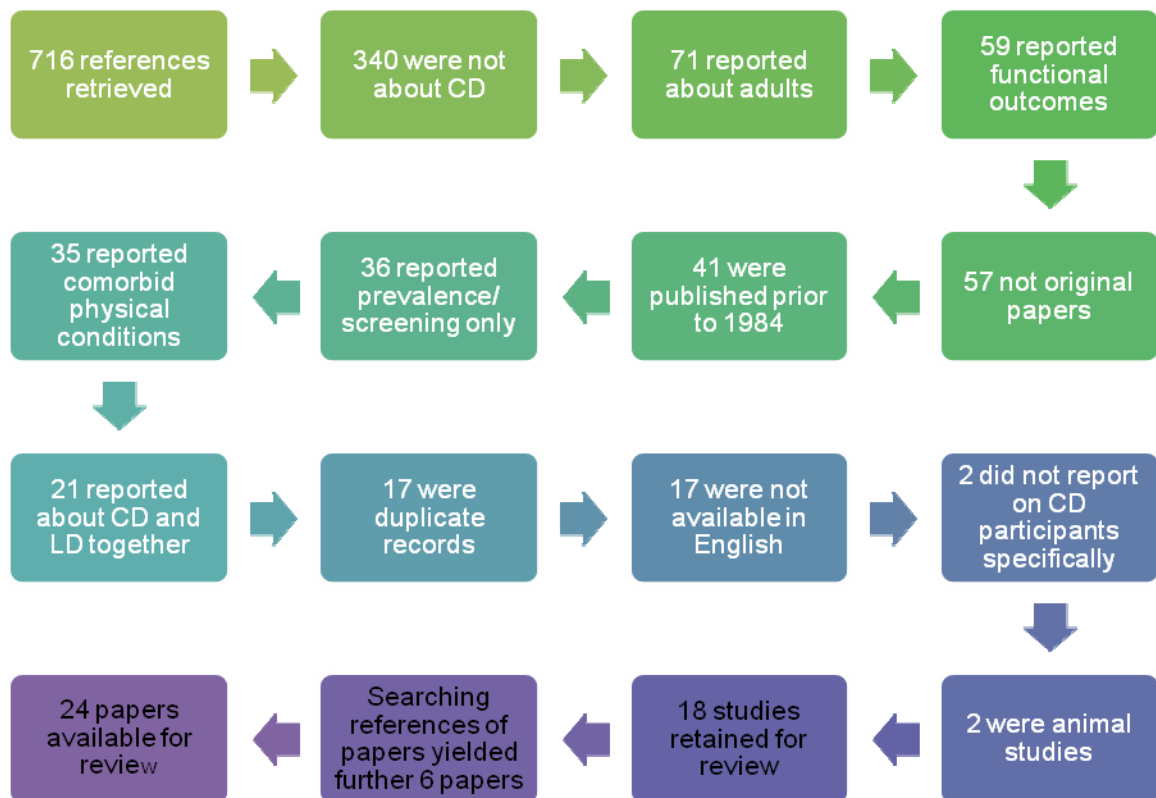 716 references
retrieved
340 were not
about CD
71 reported
about adults
59 reported
functional
outcomes
57 not original
papers
41 were
published prior
to 1984
36 reported
prevalence/
screening only
35 reported
comorbid
physical
conditions
21 reported
about CD and
LD together
17 were
duplicate
records
17 were not
available in
English
2 did not report
on CD
participants
specifically
2 were animal
studies
18 studies
retained for
review
Searching
references of
papers yielded
further 6 papers
24 papers
available for
review